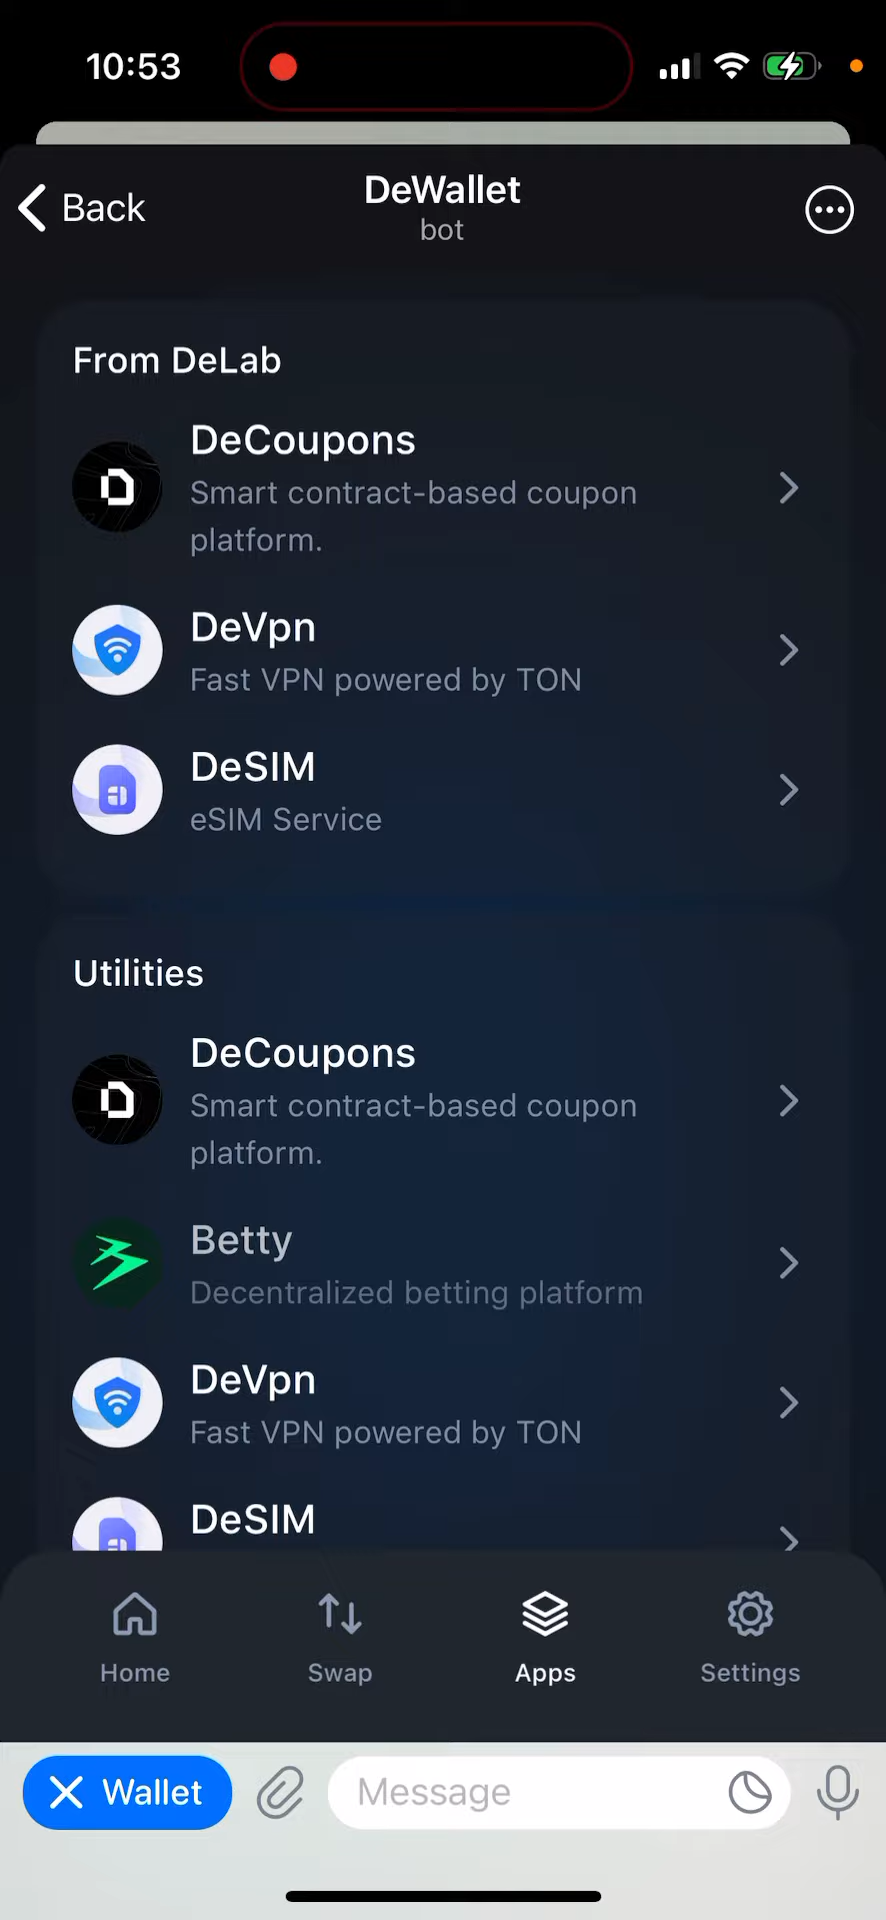 10:53
Back
DeWallet
bot
From DeLab
DeCoupons
Smart contract-based coupon
platform.
DeVpn
Fast VPN powered by TON
DeSIM
eSIM Service
Utilities
DeCoupons
Smart contract-based coupon
platform.
Betty
Decentralized betting platform
DeVpn
Fast VPN powered by TON
DeSIM
Home
Swap
Apps
Settings
Wallet
Message